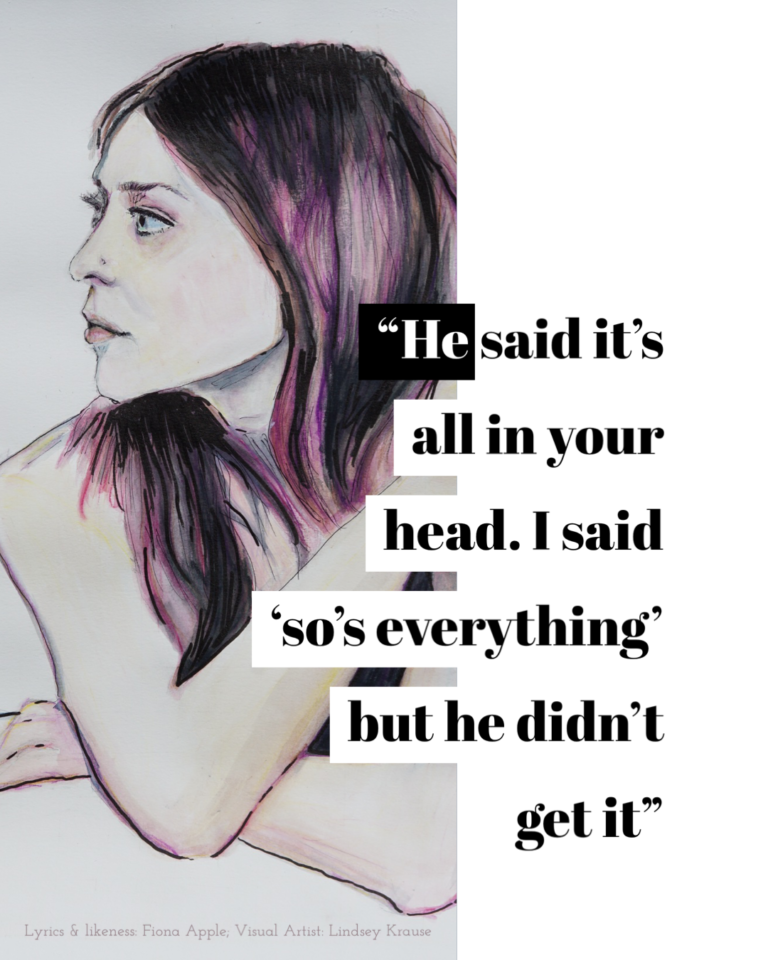 “He said it’s
all in your
head. I said
‘so’s everything’
but he didn’t
get it”
Lyrics & likeness: Fiona Apple; Visual Artist: Lindsey Krause